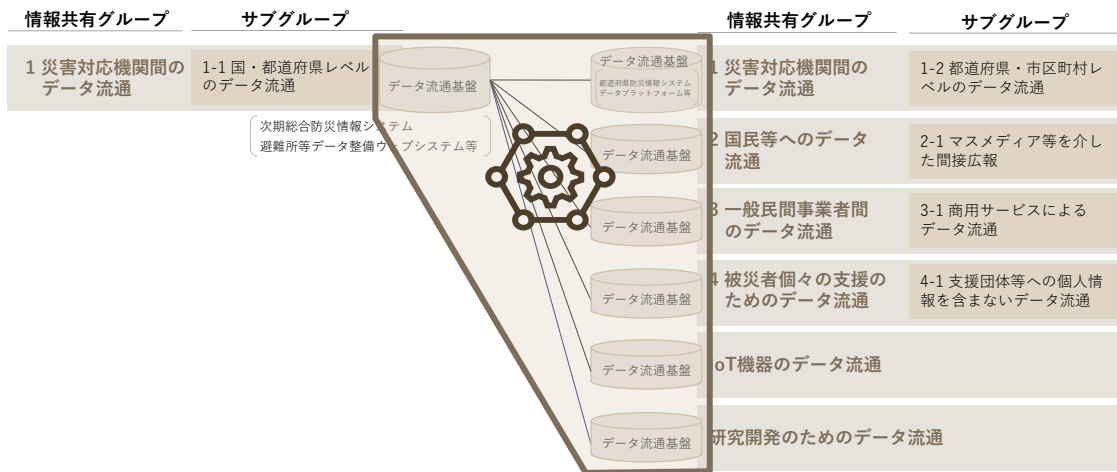 情報共有グループ
サブグループ
1 災害対応機関間の
データ流通
1-1 国・都道府県レベル
のデータ流通
データ流通基盤
次期総合防災情報システム
避難所等データ整備ウェブシステム等
データ流通基盤
都道府県防災情報システム
データプラットフォーム等
データ流通基盤
データ流通基盤
データ流通基盤
データ流通基盤
データ流通基盤
情報共有グループ
サブグループ
1 災害対応機関間の
データ流通
1-2 都道府県・市区町村レ
ベルのデータ流通
2 国民等へのデータ
流通
2-1 マスメディア等を介し
た間接広報
3 一般民間事業者間
のデータ流通
3-1 商用サービスによる
データ流通
4 被災者個々の支援の
ためのデータ流通
4-1 支援団体等への個人情
報を含まないデータ流通
IoT機器のデータ流通
研究開発のためのデータ流通